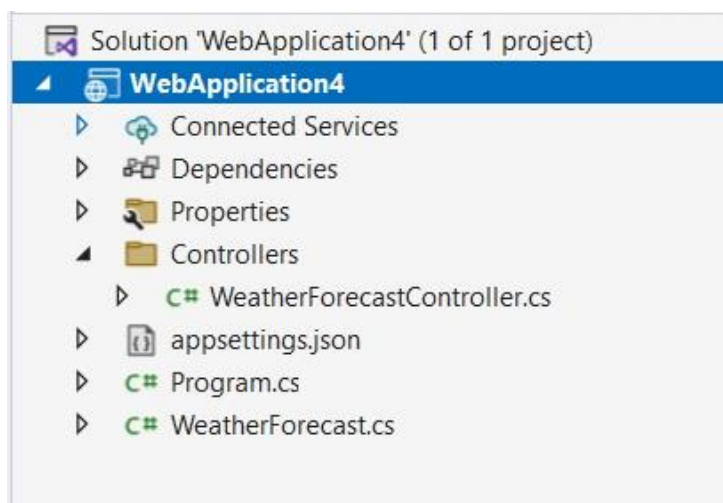 Solution 'WebApplication4' (1 of 1 project)
WebApplication4
Connected Services
Dependencies
Properties
Controllers
C# WeatherForecastController.cs
appsettings.json
C# Program.cs
C# WeatherForecast.cs